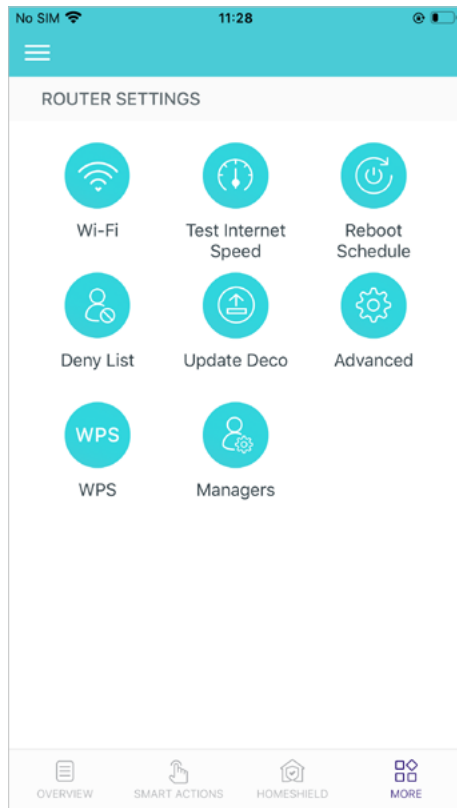 No SIM 11:28
ROUTER SETTINGS
Wi-Fi
Test Internet
Speed
Reboot
Schedule
Deny List
Update Deco
Advanced
WPS
WPS
Managers
OVERVIEW
SMART ACTIONS
HOMESHIELD
MORE